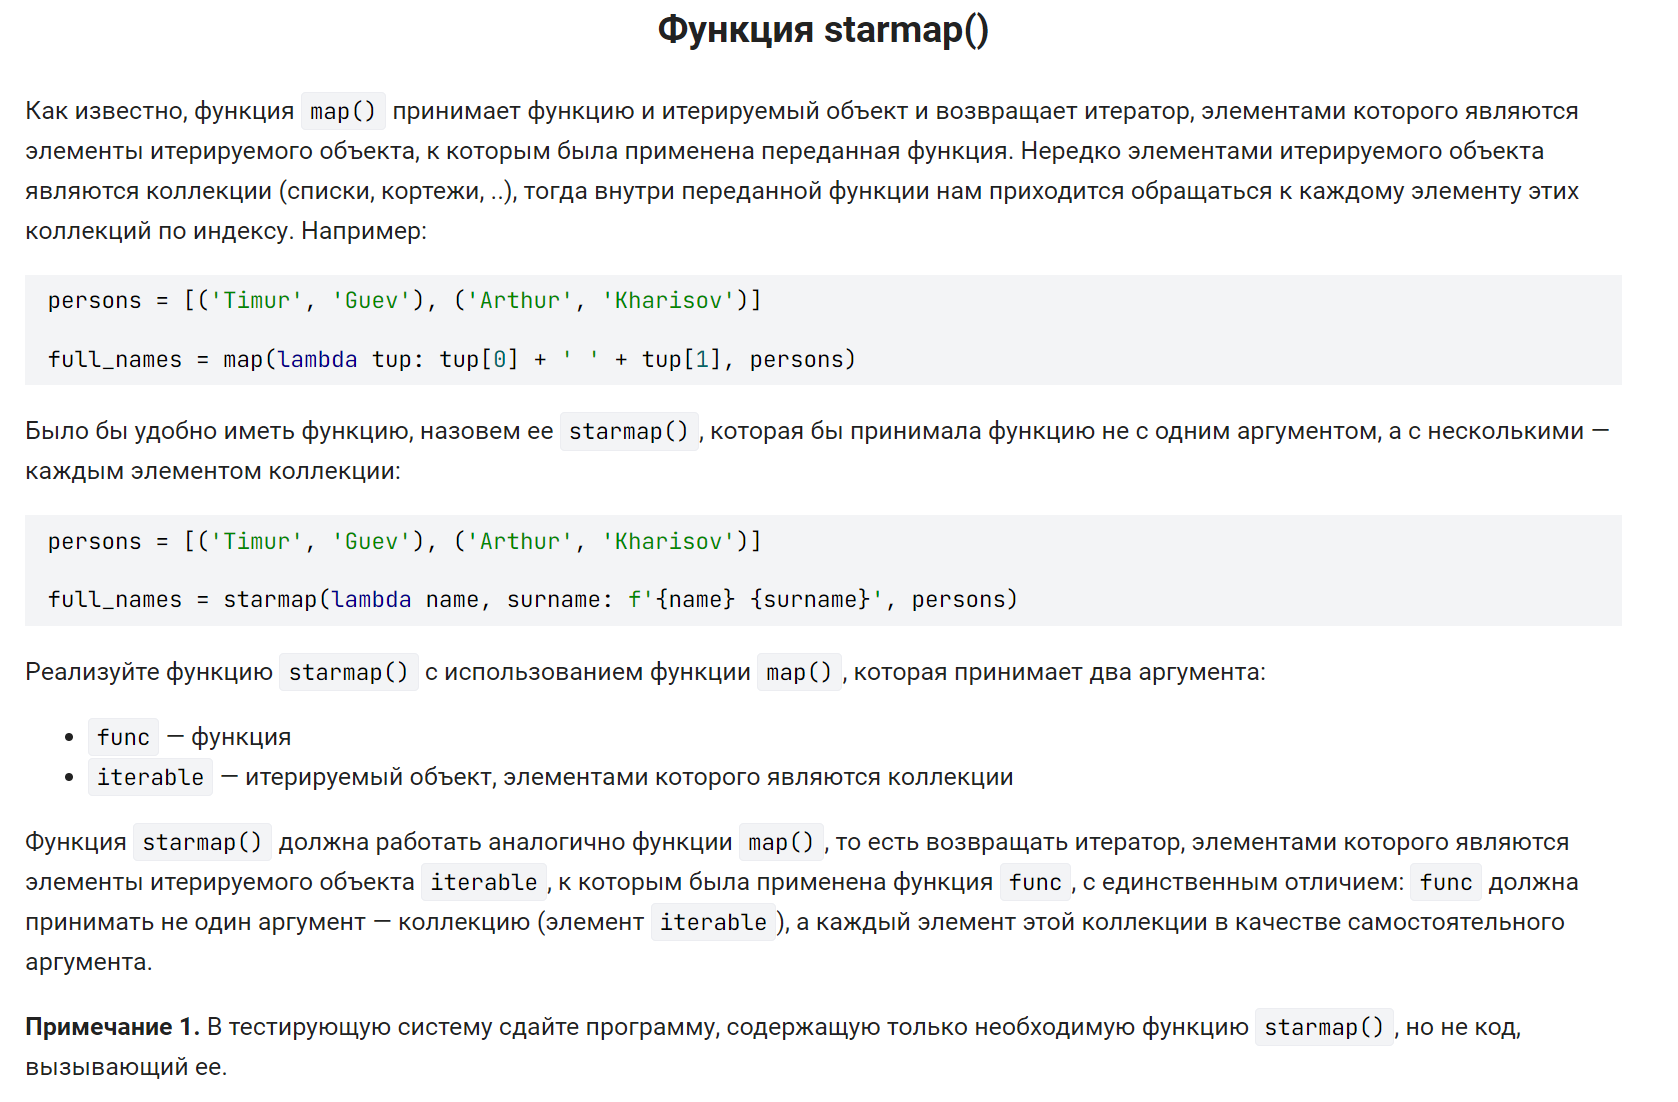 Функция starmap()
Как известно, функция map() принимает функцию и итерируемый объект и возвращает итератор, элементами которого являются
элементы итерируемого объекта, к которым была применена переданная функция. Нередко элементами итерируемого объекта
являются коллекции (списки, кортежи, ..), тогда внутри переданной функции нам приходится обращаться к каждому элементу этих
коллекций по индексу. Например:
persons = [('Timur', 'Guev'), ('Arthur', 'Kharisov')]
full_names = map(lambda tup: tup[0] + ' ' + tup[1], persons)
Было бы удобно иметь функцию, назовем ее starmap(), которая бы принимала функцию не с одним аргументом, а с несколькими —
каждым элементом коллекции:
persons = [('Timur', 'Guev'), ('Arthur', 'Kharisov')]
full_names = starmap(lambda name, surname: f'{name} {surname}', persons)
Реализуйте функцию starmap() с использованием функции map(), которая принимает два аргумента:
• func — функция
• iterable — итерируемый объект, элементами которого являются коллекции
Функция starmap() должна работать аналогично функции map(), то есть возвращать итератор, элементами которого являются
элементы итерируемого объекта iterable, к которым была применена функция func, с единственным отличием: func должна
принимать не один аргумент — коллекцию (элемент iterable), а каждый элемент этой коллекции в качестве самостоятельного
аргумента.
Примечание 1. В тестирующую систему сдайте программу, содержащую только необходимую функцию starmap(), но не код,
вызывающий ее.